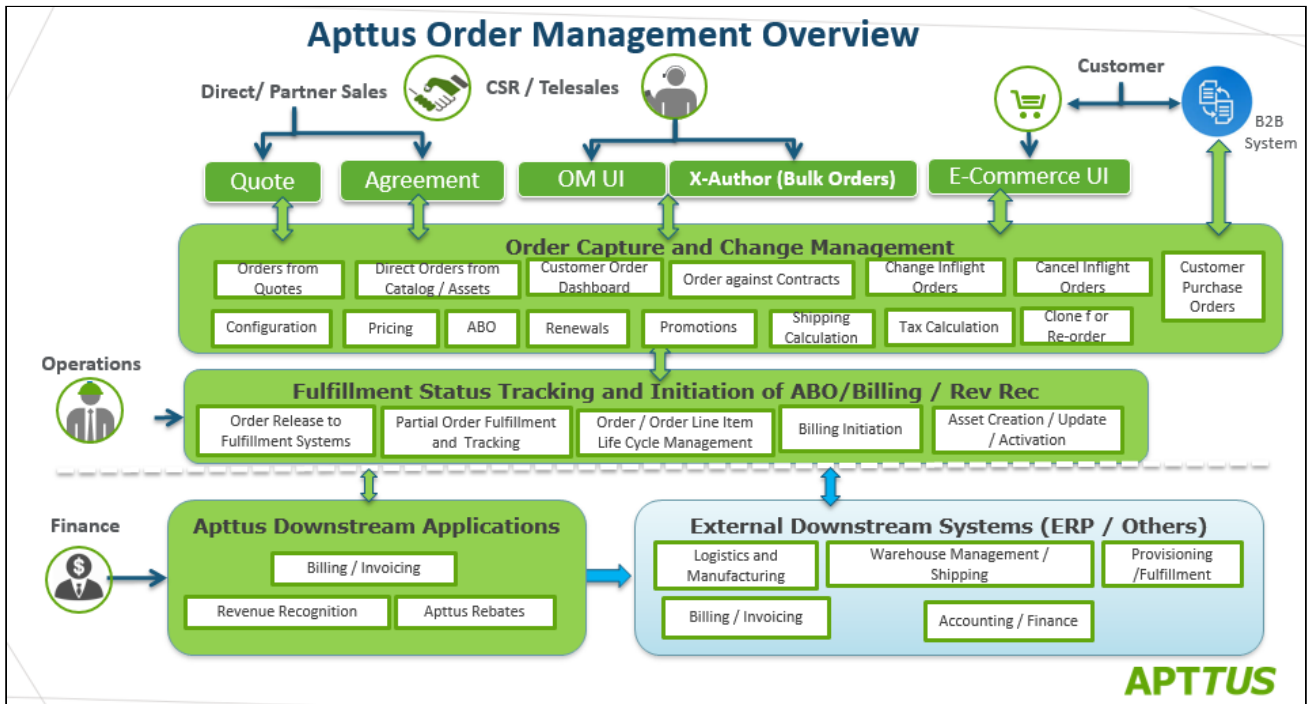 Apttus Order Management Overview
Direct/ Partner Sales
CSR / Telesales
Customer
B2B
System
Quote
Agreement
OM UI
X-Author (Bulk Orders)
E-Commerce UI
Order Capture and Change Management
Orders from
Quotes
Direct Orders from
Catalog / Assets
Customer Order
Dashboard
Order against Contracts
Change Inflight
Orders
Cancel Inflight
Orders
Customer
Purchase
Orders
Configuration
Pricing
ABO
Renewals
Promotions
Shipping
Calculation
Tax Calculation
Clone f or
Re-order
Operations
Fulfillment Status Tracking and Initiation of ABO/Billing / Rev Rec
Order Release to
Fulfillment Systems
Partial Order Fulfillment
and Tracking
Order / Order Line Item
Life Cycle Management
Billing Initiation
Asset Creation / Update
/ Activation
Finance
$
Apttus Downstream Applications
Billing / Invoicing
Revenue Recognition
Apttus Rebates
External Downstream Systems (ERP / Others)
Logistics and
Manufacturing
Warehouse Management /
Shipping
Provisioning
/Fulfillment
Billing / Invoicing
Accounting / Finance
APTTUS